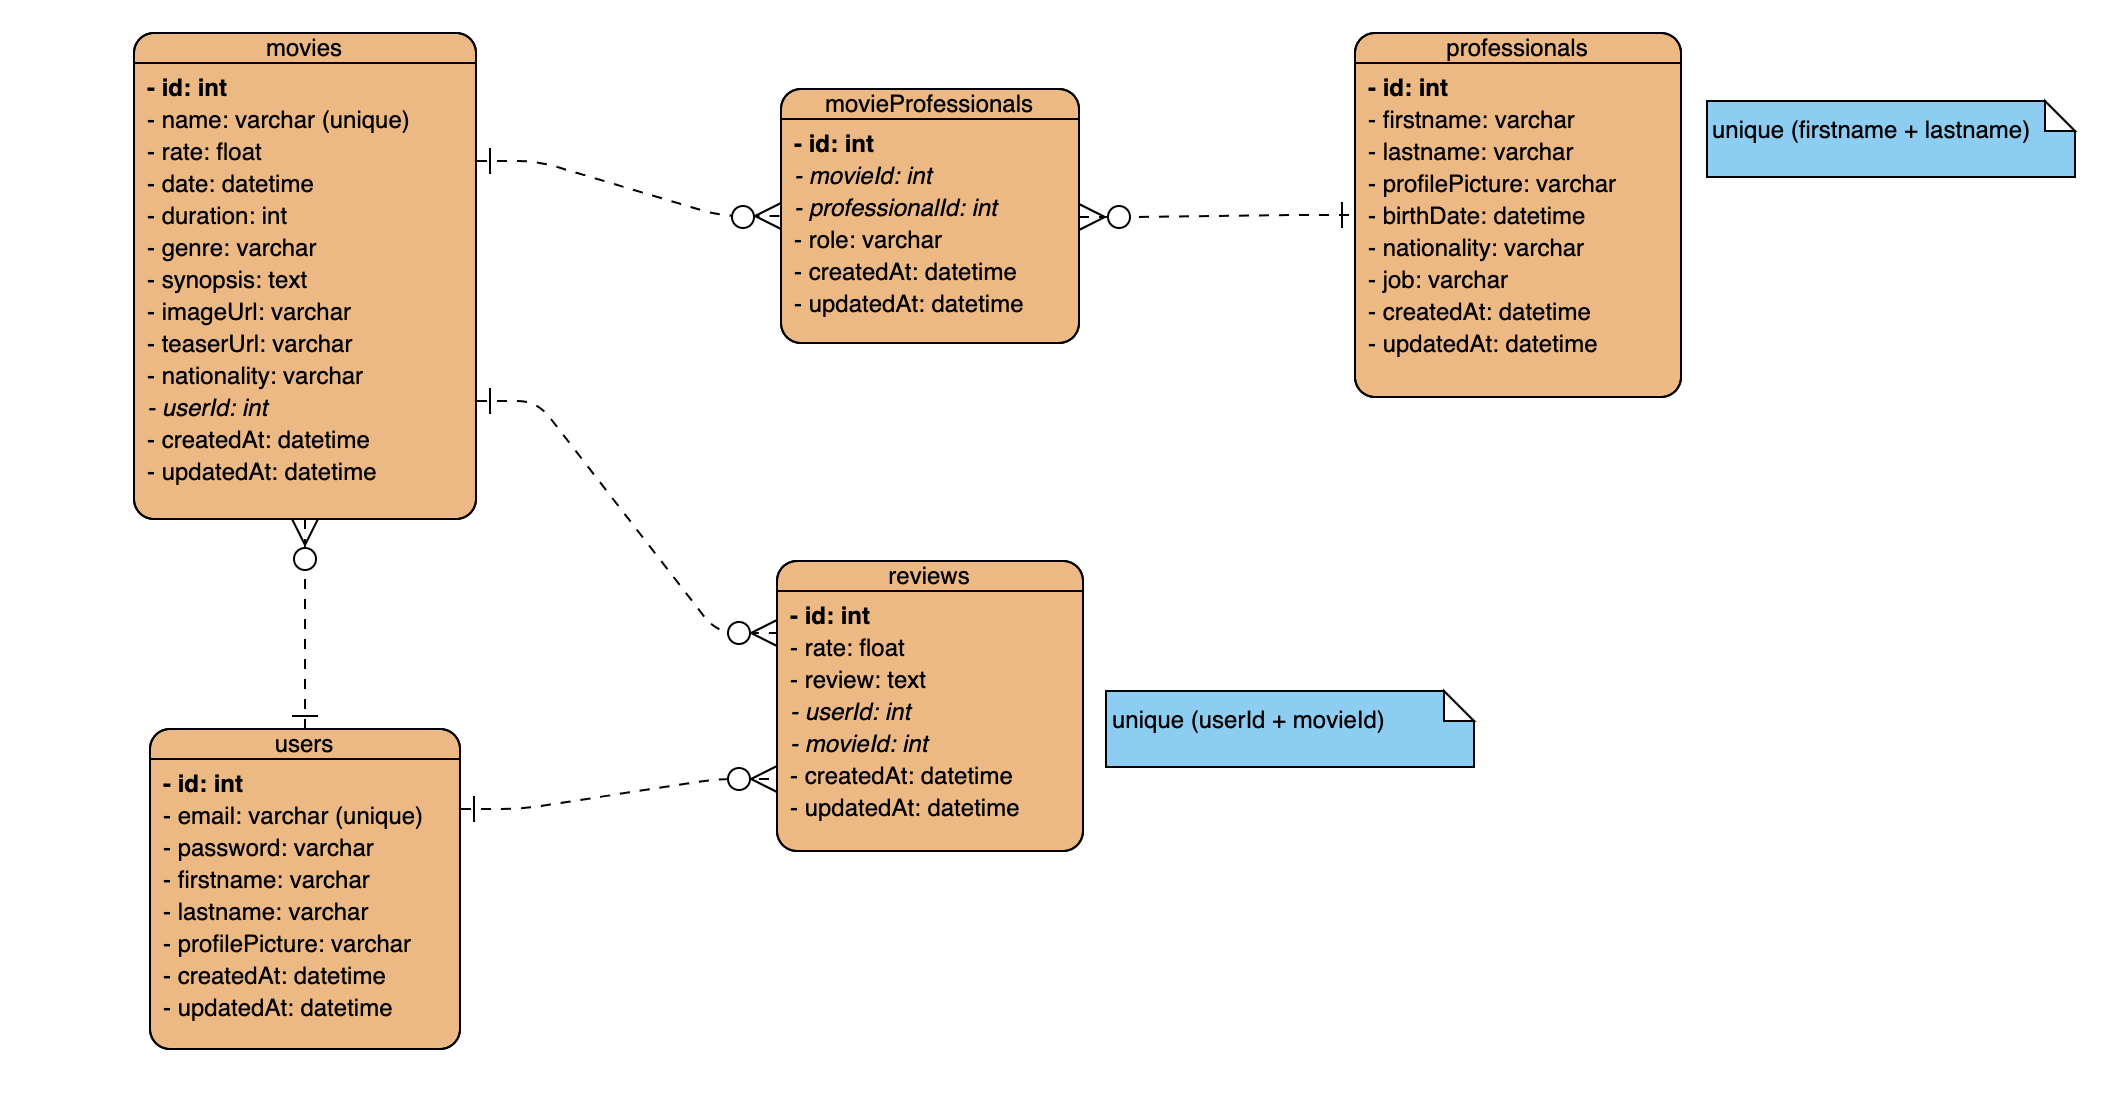 movies
- id: int
- name: varchar (unique)
- rate: float
- date: datetime
- duration: int
- genre: varchar
- synopsis: text
- imageUrl: varchar
- teaserUrl: varchar
- nationality: varchar
- userId: int
- createdAt: datetime
- updatedAt: datetime
movieProfessionals
- id: int
- movieId: int
- professionalId: int
- role: varchar
- createdAt: datetime
- updatedAt: datetime
professionals
- id: int
- firstname: varchar
- lastname: varchar
- profilePicture: varchar
- birthDate: datetime
- nationality: varchar
- job: varchar
- createdAt: datetime
- updatedAt: datetime
unique (firstname + lastname)
users
- id: int
- email: varchar (unique)
- password: varchar
- firstname: varchar
- lastname: varchar
- profilePicture: varchar
- createdAt: datetime
- updatedAt: datetime
reviews
- id: int
- rate: float
- review: text
- userId: int
- movieId: int
- createdAt: datetime
- updatedAt: datetime
unique (userId + movieId)